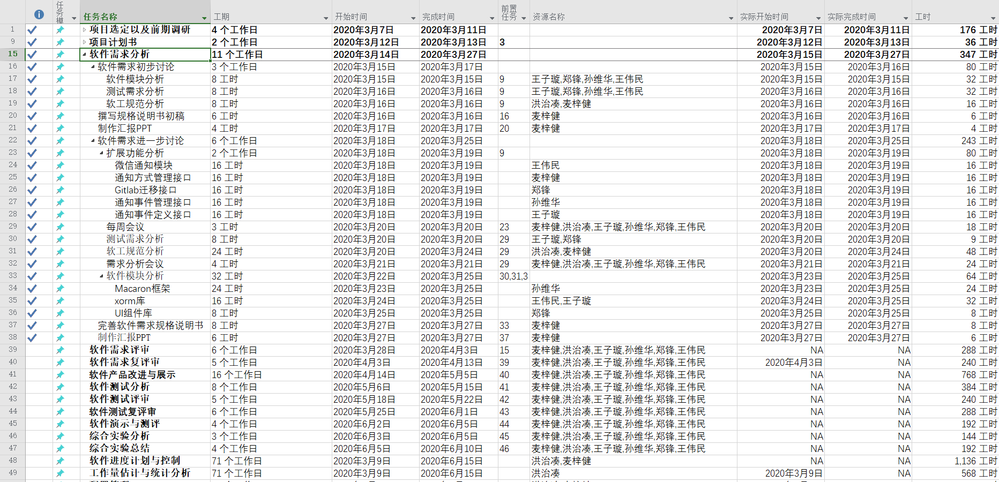 任务模 任务名称 工期 开始时间 完成时间 前置任务 资源名称 实际开始时间 实际完成时间 工时
1 项目选定以及前期调研 4 个工作日 2020年3月7日 2020年3月11日 2020年3月7日 2020年3月11日 176 工时
9 项目计划书 2 个工作日 2020年3月12日 2020年3月13日 3 2020年3月12日 2020年3月13日 36 工时
15 软件需求分析 11 个工作日 2020年3月14日 2020年3月27日 2020年3月15日 2020年3月27日 347 工时
16 软件需求初步讨论 3 个工作日 2020年3月15日 2020年3月17日 2020年3月15日 2020年3月16日 80 工时
17 软件模块分析 8 工时 2020年3月15日 2020年3月15日 9 王子璇,郑锋,孙维华,王伟民 2020年3月15日 2020年3月15日 32 工时
18 测试需求分析 8 工时 2020年3月16日 2020年3月16日 9 王子璇,郑锋,孙维华,王伟民 2020年3月16日 2020年3月16日 32 工时
19 软工规范分析 8 工时 2020年3月16日 2020年3月16日 9 洪治凑,麦梓健 2020年3月16日 2020年3月16日 16 工时
20 撰写规格说明书初稿 6 工时 2020年3月16日 2020年3月16日 16 麦梓健 2020年3月16日 2020年3月16日 6 工时
21 制作汇报PPT 4 工时 2020年3月17日 2020年3月17日 20 麦梓健 2020年3月17日 2020年3月17日 4 工时
22 软件需求进一步讨论 6 个工作日 2020年3月18日 2020年3月25日 2020年3月18日 2020年3月25日 243 工时
23 扩展功能分析 2 个工作日 2020年3月18日 2020年3月19日 9 2020年3月18日 2020年3月19日 80 工时
24 微信通知模块 16 工时 2020年3月18日 2020年3月19日 王伟民 2020年3月18日 2020年3月19日 16 工时
25 通知方式管理接口 16 工时 2020年3月18日 2020年3月19日 麦梓健 2020年3月18日 2020年3月19日 16 工时
26 Gitlab迁移接口 16 工时 2020年3月18日 2020年3月19日 郑锋 2020年3月18日 2020年3月19日 16 工时
27 通知事件管理接口 16 工时 2020年3月18日 2020年3月19日 孙维华 2020年3月18日 2020年3月19日 16 工时
28 通知事件定义接口 16 工时 2020年3月18日 2020年3月19日 王子璇 2020年3月18日 2020年3月19日 16 工时
29 每周会议 3 工时 2020年3月20日 2020年3月20日 23 麦梓健,洪治凑,王子璇,孙维华,郑锋,王伟民 2020年3月20日 2020年3月20日 18 工时
30 测试需求分析 8 工时 2020年3月20日 2020年3月20日 29 王子璇,郑锋 2020年3月20日 2020年3月20日 9 工时
31 软工规范分析 24 工时 2020年3月20日 2020年3月24日 29 洪治凑,麦梓健 2020年3月20日 2020年3月24日 48 工时
32 需求分析会议 4 工时 2020年3月21日 2020年3月21日 29 麦梓健,洪治凑,王子璇,孙维华,郑锋,王伟民 2020年3月21日 2020年3月21日 24 工时
33 软件模块分析 32 工时 2020年3月22日 2020年3月25日 30,31,3 2020年3月23日 2020年3月25日 64 工时
34 Macaron框架 24 工时 2020年3月23日 2020年3月25日 孙维华 2020年3月23日 2020年3月25日 24 工时
35 xorm库 16 工时 2020年3月24日 2020年3月25日 王伟民,王子璇 2020年3月24日 2020年3月25日 32 工时
36 UI组件库 8 工时 2020年3月25日 2020年3月25日 郑锋 2020年3月25日 2020年3月25日 8 工时
37 完善软件需求规格说明书 8 工时 2020年3月27日 2020年3月27日 33 麦梓健 2020年3月27日 2020年3月27日 8 工时
38 制作汇报PPT 6 工时 2020年3月27日 2020年3月27日 37 麦梓健 2020年3月27日 2020年3月27日 6 工时
39 软件需求评审 6 个工作日 2020年3月28日 2020年4月3日 15 麦梓健,洪治凑,王子璇,孙维华,郑锋,王伟民 NA NA 288 工时
40 软件需求复评审 5 个工作日 2020年4月3日 2020年4月13日 39 麦梓健,洪治凑,王子璇,孙维华,郑锋,王伟民 2020年4月3日 NA 240 工时
41 软件产品改进与展示 16 个工作日 2020年4月14日 2020年5月5日 40 麦梓健,洪治凑,王子璇,孙维华,郑锋,王伟民 NA NA 768 工时
42 软件测试分析 8 个工作日 2020年5月6日 2020年5月15日 41 麦梓健,洪治凑,王子璇,孙维华,郑锋,王伟民 NA NA 384 工时
43 软件测试评审 5 个工作日 2020年5月18日 2020年5月22日 42 麦梓健,洪治凑,王子璇,孙维华,郑锋,王伟民 NA NA 240 工时
44 软件测试复评审 6 个工作日 2020年5月25日 2020年6月1日 43 麦梓健,洪治凑,王子璇,孙维华,郑锋,王伟民 NA NA 288 工时
45 软件演示与测评 4 个工作日 2020年6月2日 2020年6月5日 44 麦梓健,洪治凑,王子璇,孙维华,郑锋,王伟民 NA NA 192 工时
46 综合实验分析 3 个工作日 2020年6月3日 2020年6月5日 45 麦梓健,洪治凑,王子璇,孙维华,郑锋,王伟民 NA NA 144 工时
47 综合实验总结 4 个工作日 2020年6月5日 2020年6月10日 46 麦梓健,洪治凑,王子璇,孙维华,郑锋,王伟民 NA NA 192 工时
48 软件进度计划与控制 71 个工作日 2020年3月9日 2020年6月15日 洪治凑,麦梓健 NA NA 1,136 工时
49 工作量估计与统计分析 71 个工作日 2020年3月9日 2020年6月15日 洪治凑 2020年3月9日 NA 568 工时